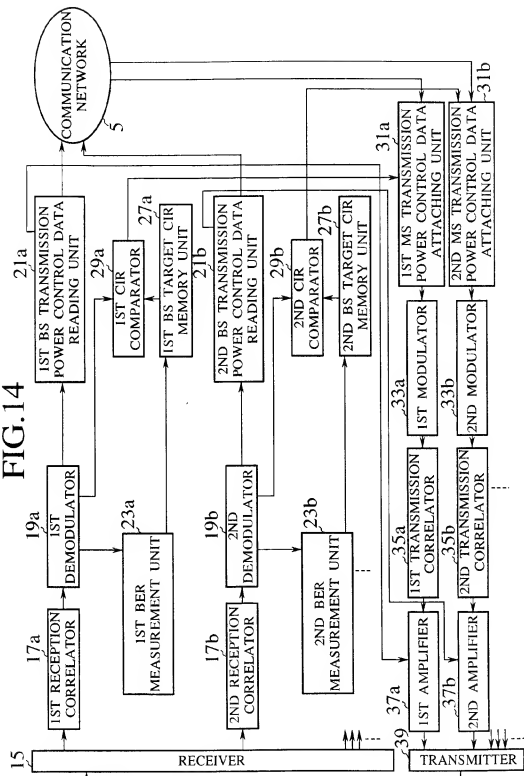 FIG.14
COMMUNICATION
NETWORK
5
21a
1ST BS TRANSMISSION
POWER CONTROL DATA
READING UNIT
29a
1ST CIR
COMPARATOR
27a
1ST BS TARGET CIR
MEMORY UNIT
19a
1ST
DEMODULATOR
17a
1ST RECEPTION
CORRELATOR
23a
1ST BER
MEASUREMENT UNIT
21b
2ND BS TRANSMISSION
POWER CONTROL DATA
READING UNIT
29b
2ND CIR
COMPARATOR
27b
2ND BS TARGET CIR
MEMORY UNIT
19b
2ND
DEMODULATOR
17b
2ND RECEPTION
CORRELATOR
23b
2ND BER
MEASUREMENT UNIT
15
RECEIVER
31a
1ST MS TRANSMISSION
POWER CONTROL DATA
ATTACHING UNIT
31b
2ND MS TRANSMISSION
POWER CONTROL DATA
ATTACHING UNIT
33a
1ST MODULATOR
33b
2ND MODULATOR
35a
1ST TRANSMISSION
CORRELATOR
35b
2ND TRANSMISSION
CORRELATOR
37a
1ST AMPLIFIER
37b
2ND AMPLIFIER
39
TRANSMITTER